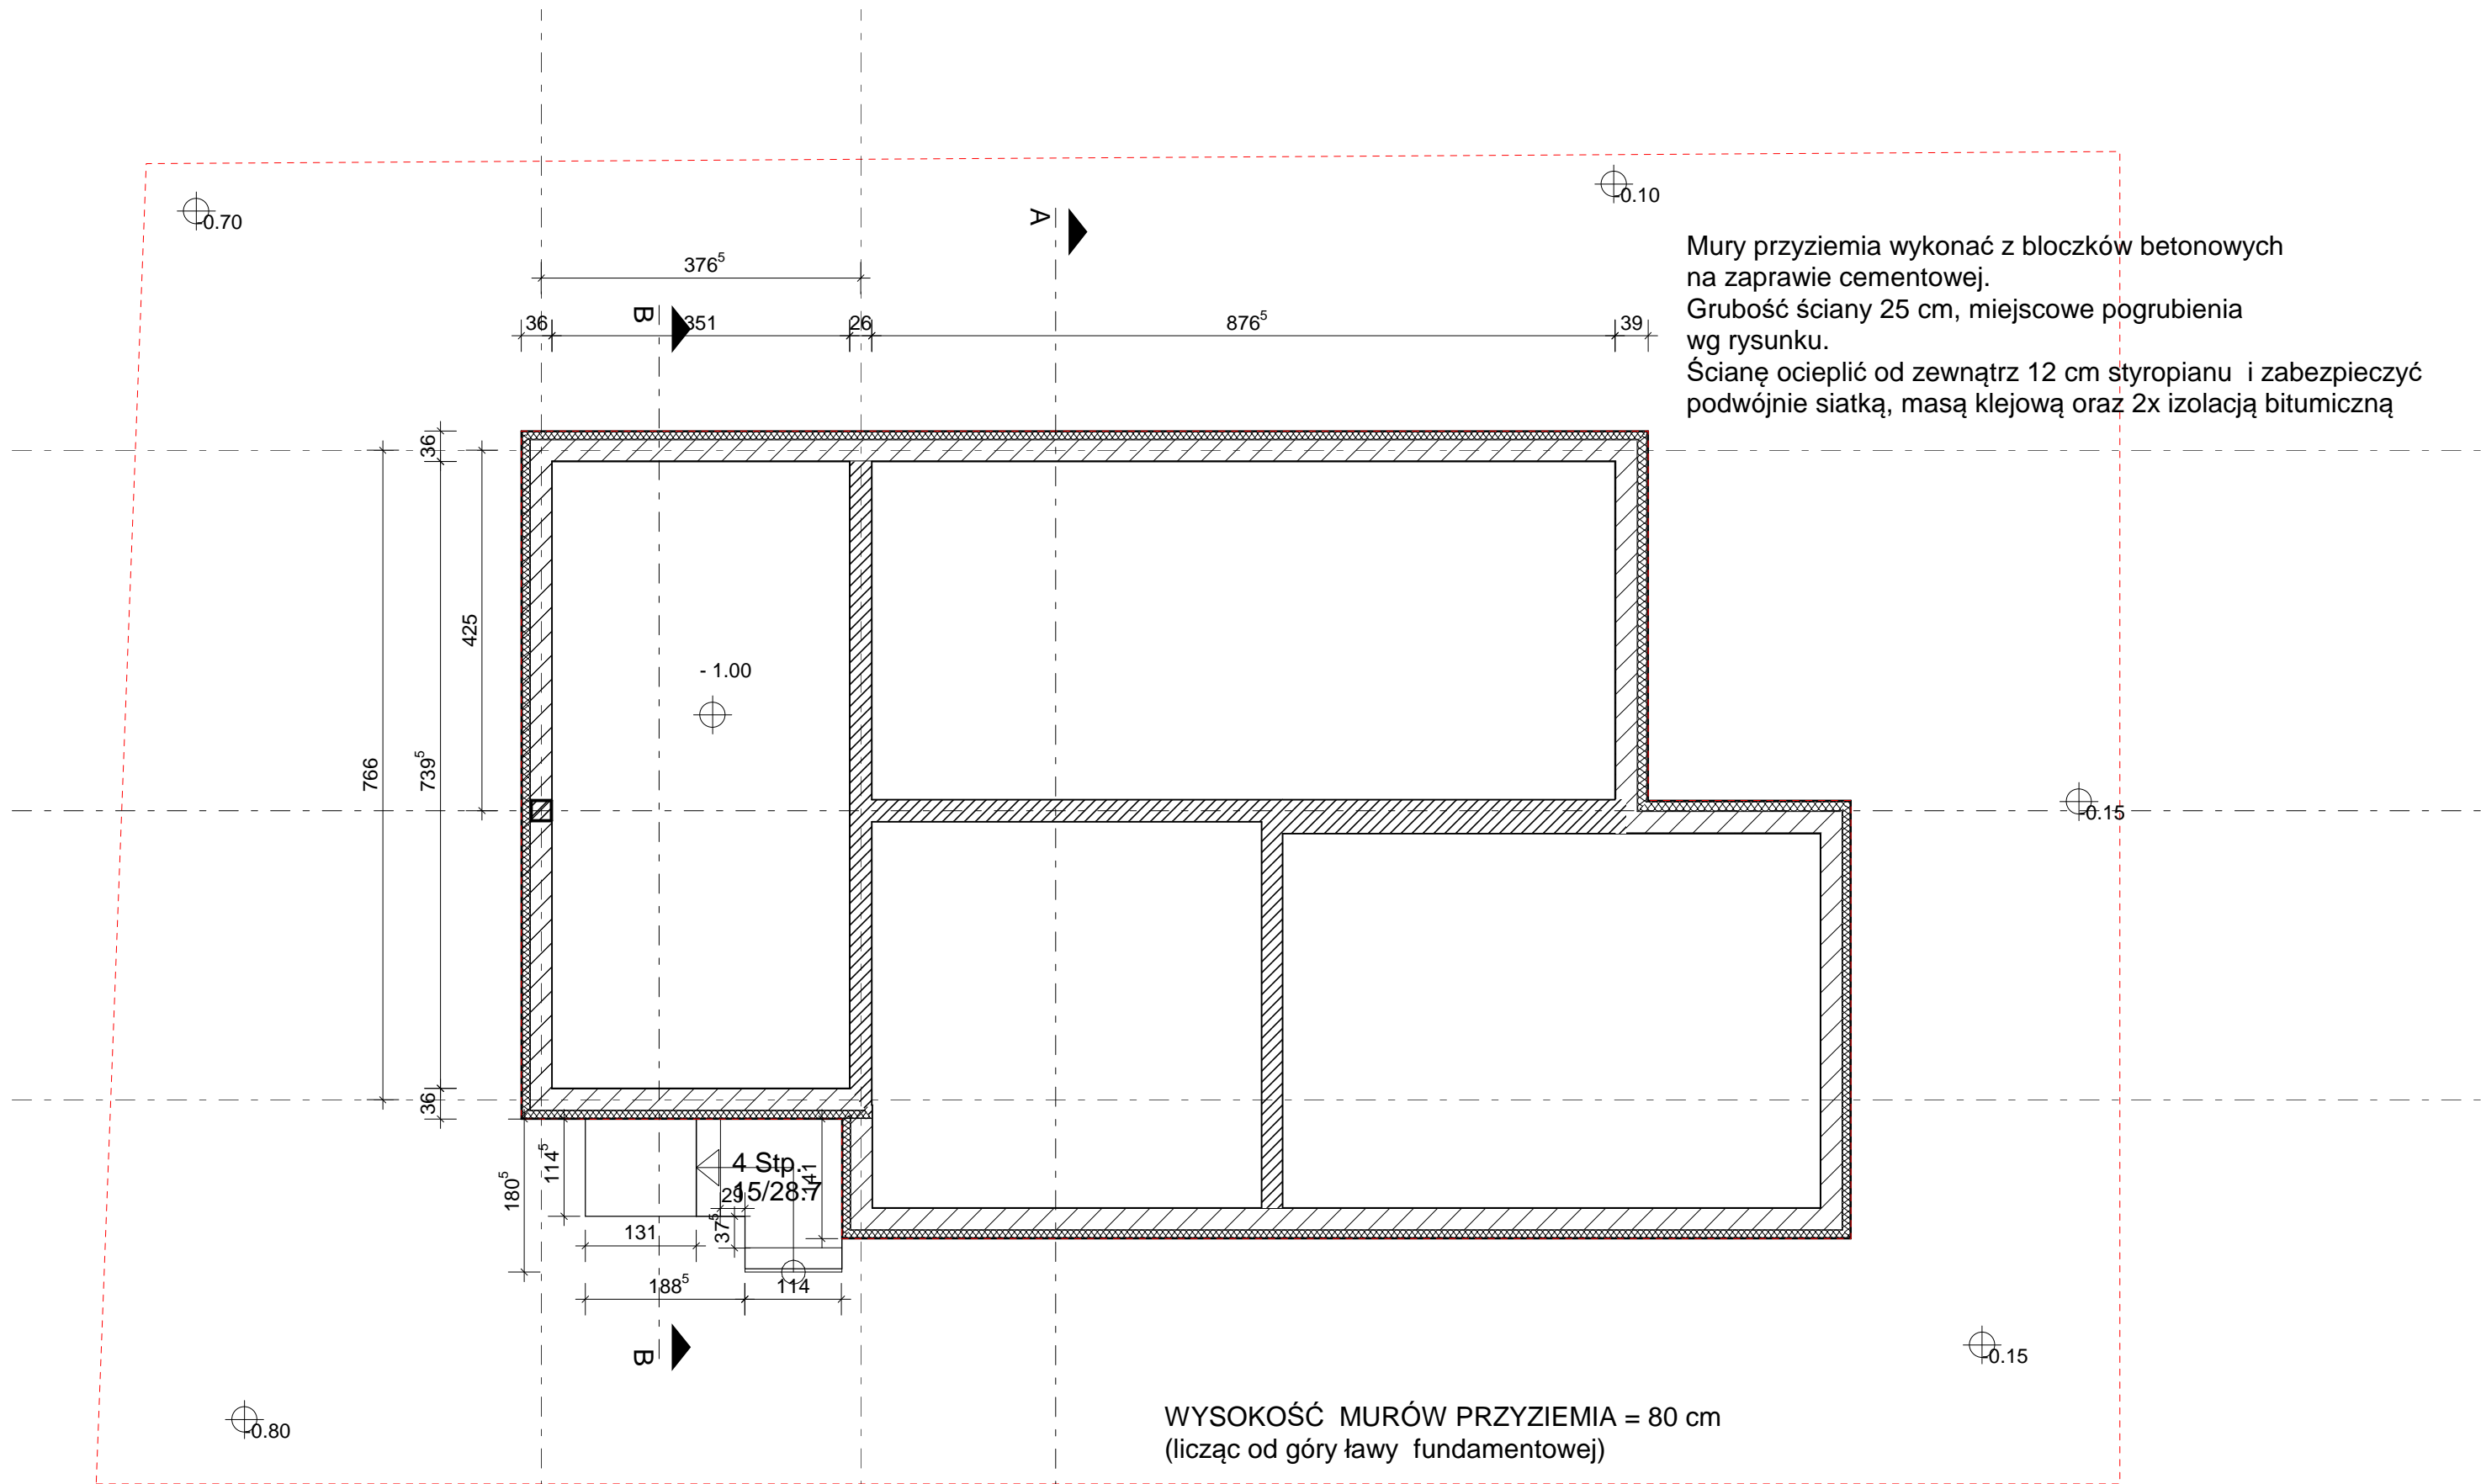 -0.10
-0.70
A
Mury przyziemia wykonać z bloczków betonowych
na zaprawie cementowej.
Grubość ściany 25 cm, miejscowe pogrubienia
wg rysunku.
Ścianę ocieplić od zewnątrz 12 cm styropianu i zabezpieczyć
podwójnie siatką, masą klejową oraz 2x izolacją bitumiczną
376⁵
B
36
351
26
876⁵
39
36
425
- 1.00
766
739⁵
-0.15
36
114⁵
180⁵
4 Stp.
15/28.7
141
29
37⁵
131
188⁵
114
B
-0.15
-0.80
WYSOKOŚĆ MURÓW PRZYZIEMIA = 80 cm
(licząc od góry ławy fundamentowej)